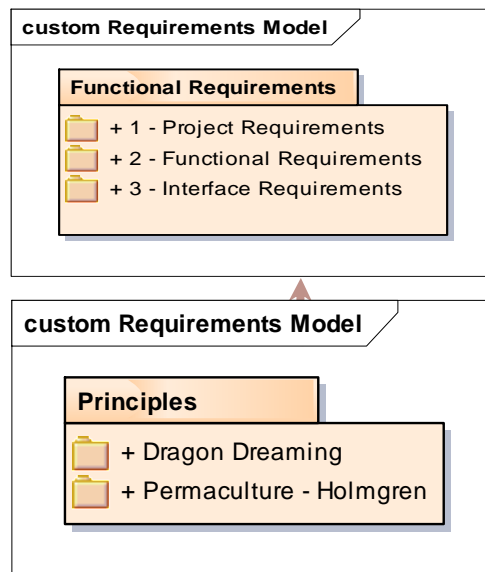 custom Requirements Model
Functional Requirements
+ 1 - Project Requirements
+ 2 - Functional Requirements
+ 3 - Interface Requirements
custom Requirements Model
Principles
+ Dragon Dreaming
+ Permaculture - Holmgren